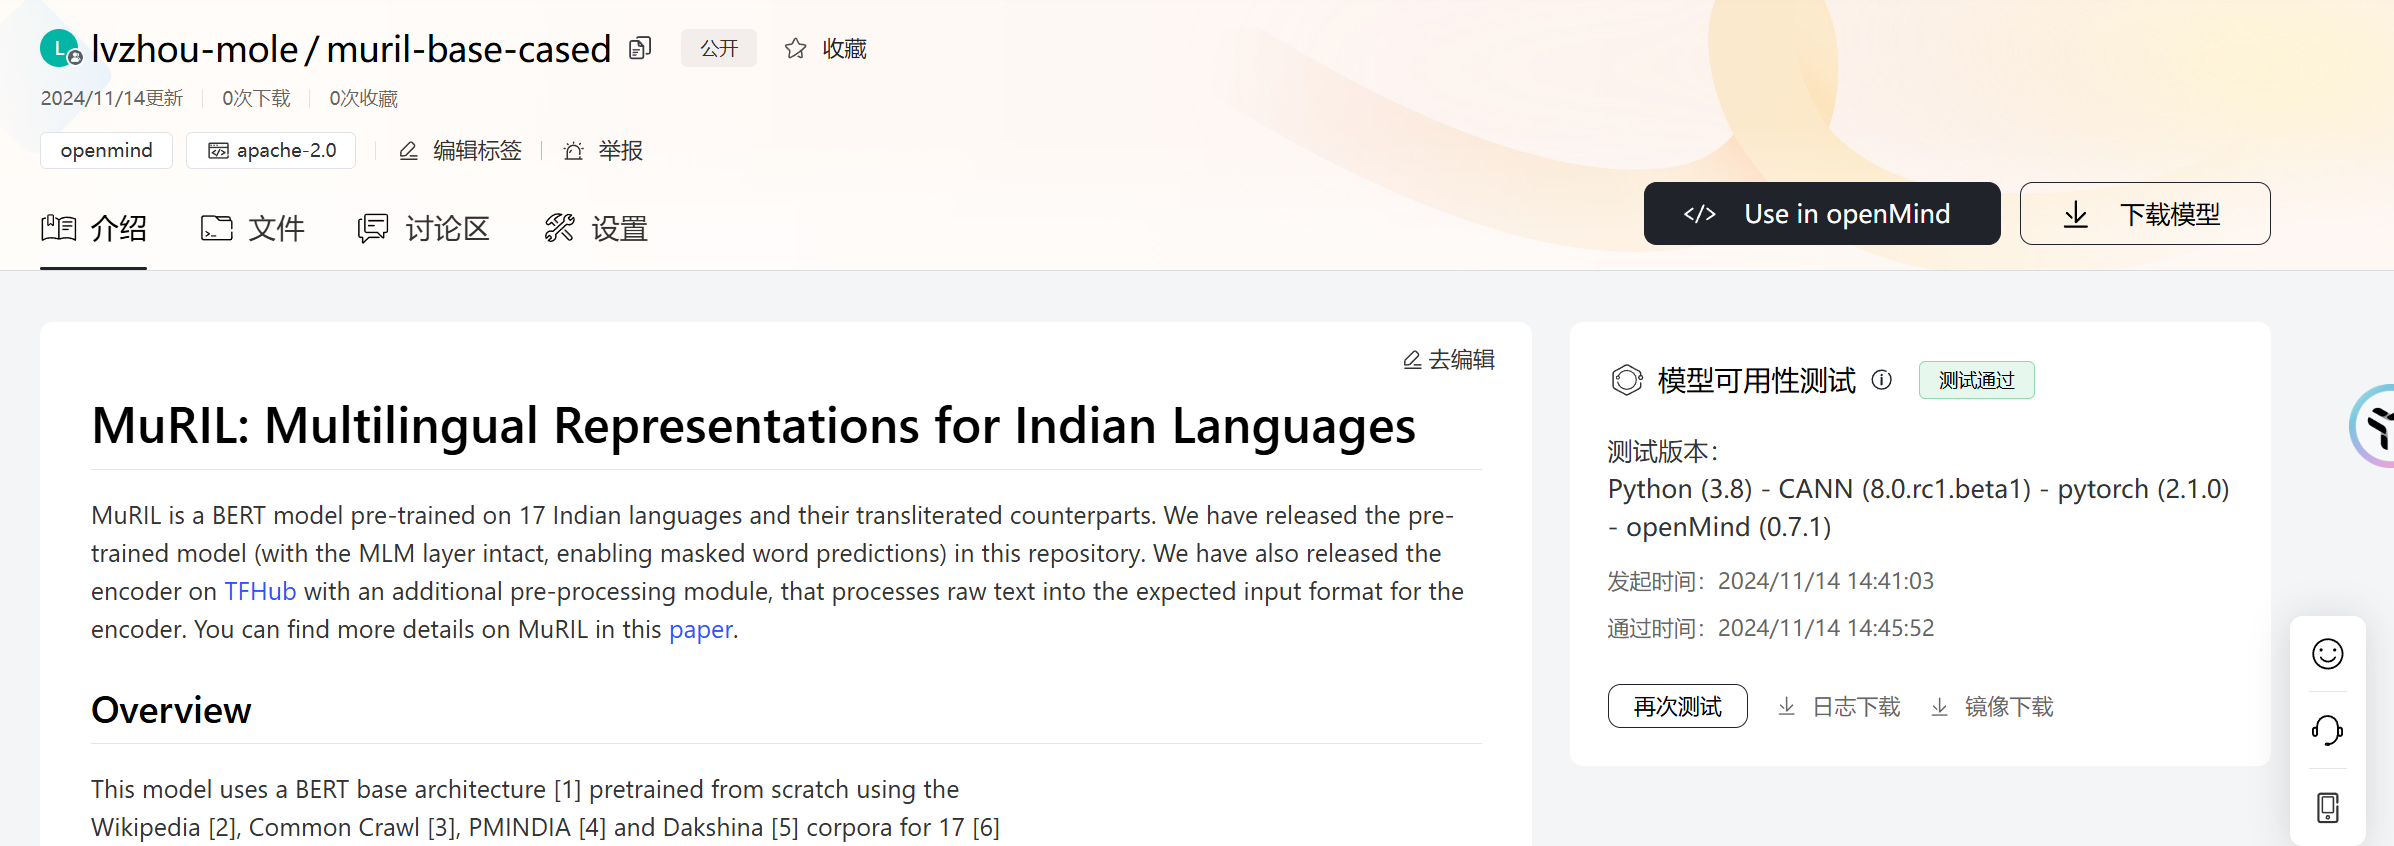 L lvzhou-mole / muril-base-cased 公开 收藏
2024/11/14更新 0次下载 0次收藏
openmind apache-2.0 编辑标签 举报
介绍 文件 讨论区 设置
</> Use in openMind 下载模型
去编辑
MuRIL: Multilingual Representations for Indian Languages
MuRIL is a BERT model pre-trained on 17 Indian languages and their transliterated counterparts. We have released the pre-
trained model (with the MLM layer intact, enabling masked word predictions) in this repository. We have also released the
encoder on TFHub with an additional pre-processing module, that processes raw text into the expected input format for the
encoder. You can find more details on MuRIL in this paper.
Overview
This model uses a BERT base architecture [1] pretrained from scratch using the
Wikipedia [2], Common Crawl [3], PMINDIA [4] and Dakshina [5] corpora for 17 [6]
模型可用性测试 测试通过
测试版本：
Python (3.8) - CANN (8.0.rc1.beta1) - pytorch (2.1.0)
- openMind (0.7.1)
发起时间：2024/11/14 14:41:03
通过时间：2024/11/14 14:45:52
再次测试 日志下载 镜像下载